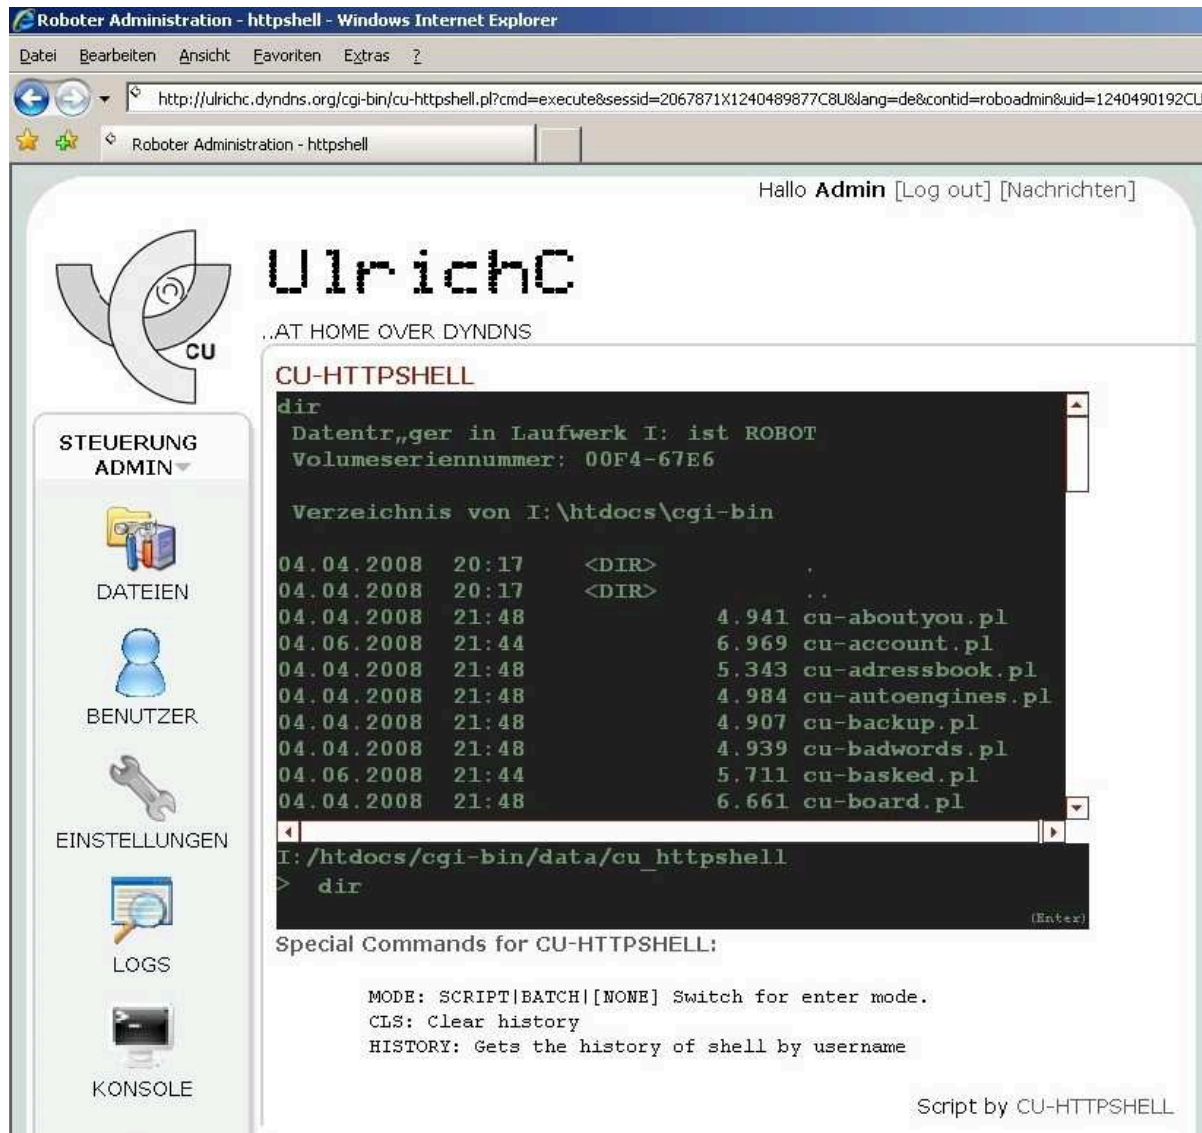 Roboter Administration - httpshell - Windows Internet Explorer
Datei Bearbeiten Ansicht Favoriten Extras ?
http://ulrichc.dyndns.org/cgi-bin/cu-httpshell.pl?cmd=execute&sessid=2067871X1240489877C8U&lang=de&contid=roboadmin&uid=1240490192CU
Roboter Administration - httpshell
Hallo Admin [Log out] [Nachrichten]
CU
UlrichC
..AT HOME OVER DYNDNS
STEUERUNG
ADMIN
DATEIEN
BENUTZER
EINSTELLUNGEN
LOGS
KONSOLE
CU-HTTPSHELL
dir
Datentr„ger in Laufwerk I: ist ROBOT
Volumeseriennummer: 00F4-67E6
Verzeichnis von I:\htdocs\cgi-bin
04.04.2008 20:17 <DIR> .
04.04.2008 20:17 <DIR> ..
04.04.2008 21:48 4.941 cu-aboutyou.pl
04.06.2008 21:44 6.969 cu-account.pl
04.04.2008 21:48 5.343 cu-adressbook.pl
04.04.2008 21:48 4.984 cu-autoengines.pl
04.04.2008 21:48 4.907 cu-backup.pl
04.04.2008 21:48 4.939 cu-badwords.pl
04.06.2008 21:44 5.711 cu-basked.pl
04.04.2008 21:48 6.661 cu-board.pl
I:/htdocs/cgi-bin/data/cu_httpshell
> dir
(Enter)
Special Commands for CU-HTTPSHELL:
MODE: SCRIPT|BATCH|[NONE] Switch for enter mode.
CLS: Clear history
HISTORY: Gets the history of shell by username
Script by CU-HTTPSHELL